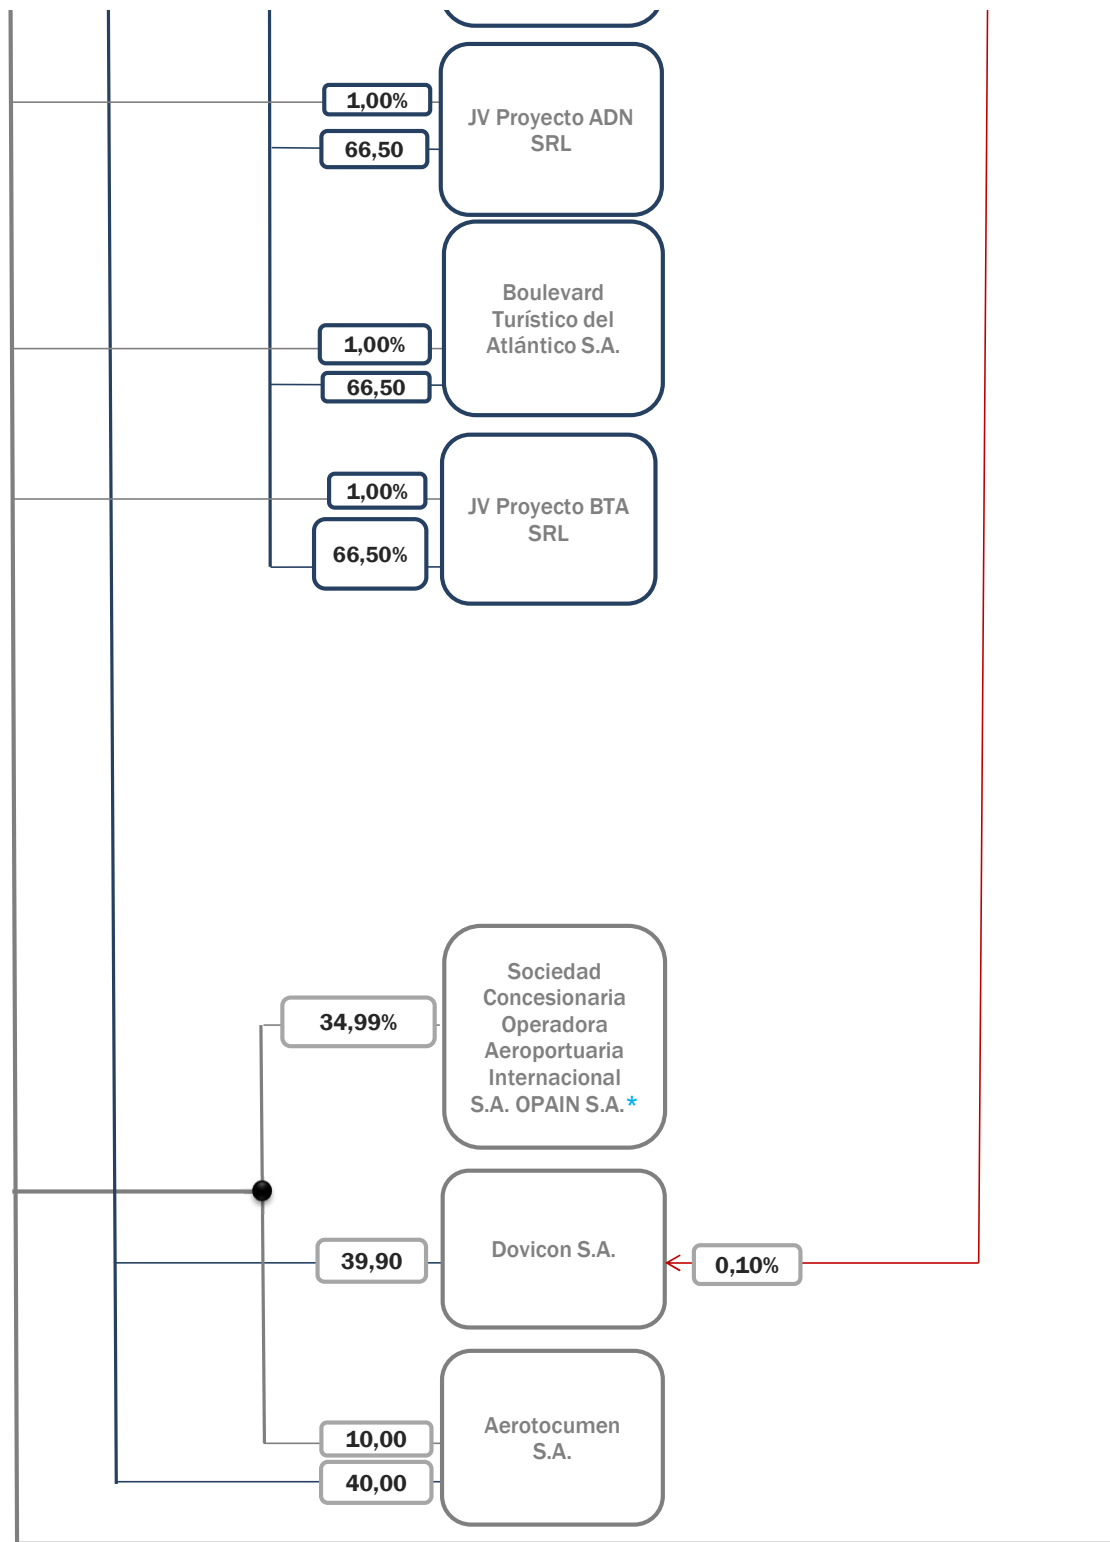 1,00%
66,50
JV Proyecto ADN
SRL
Boulevard
Turístico del
Atlántico S.A.
1,00%
66,50
1,00%
66,50%
JV Proyecto BTA
SRL
34,99%
Sociedad
Concesionaria
Operadora
Aeroportuaria
Internacional
S.A. OPAIN S.A.*
39,90
Dovicon S.A.
0,10%
10,00
40,00
Aerotocumen
S.A.